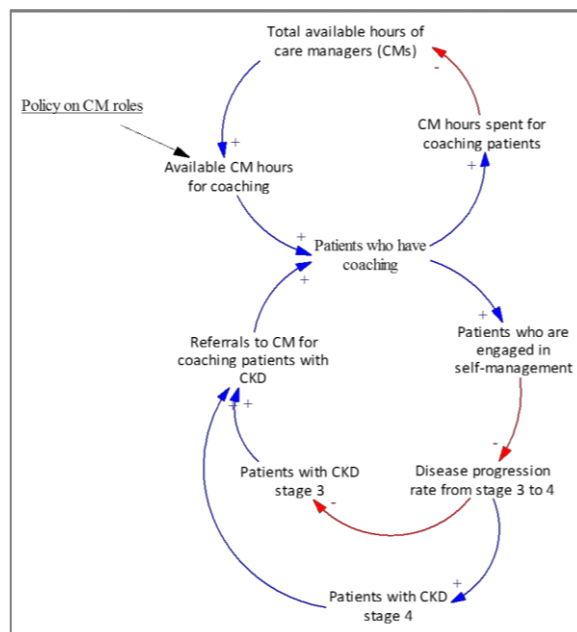 Total available hours of
care managers (CMs)
-
Policy on CM roles
CM hours spent for
coaching patients
+
+
Available CM hours
for coaching
+
Patients who have
coaching
+
+
Patients who are
engaged in
self-management
Referrals to CM for
coaching patients with
CKD
+ +
-
Patients with CKD
stage 3
Disease progression
rate from stage 3 to 4
-
+
Patients with CKD
stage 4